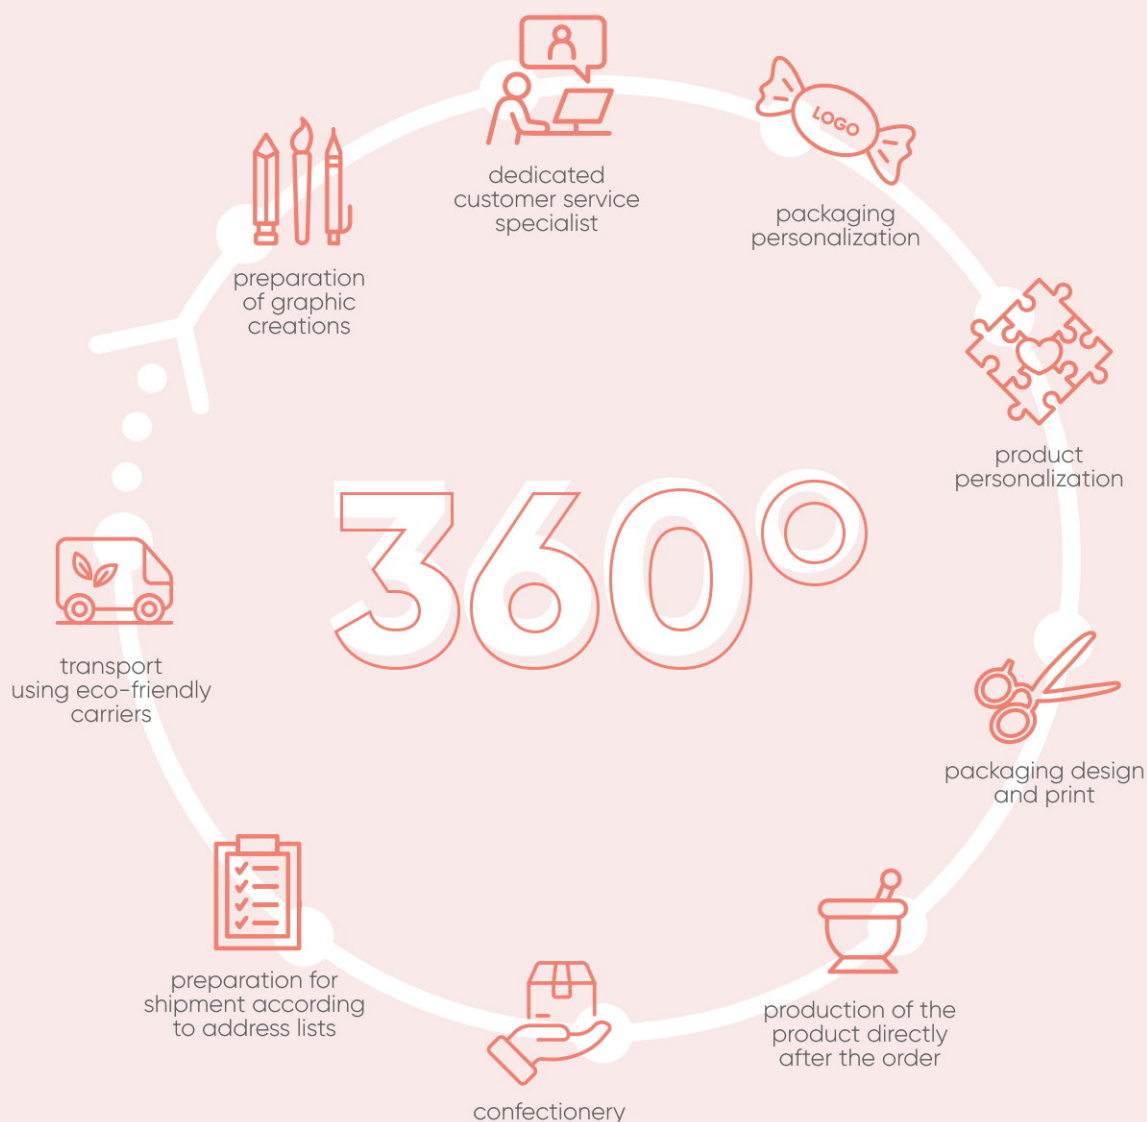 dedicated
customer service
specialist
LOGO
packaging
personalization
preparation
of graphic
creations
product
personalization
360°
transport
using eco-friendly
carriers
packaging design
and print
preparation for
shipment according
to address lists
production of the
product directly
after the order
confectionery